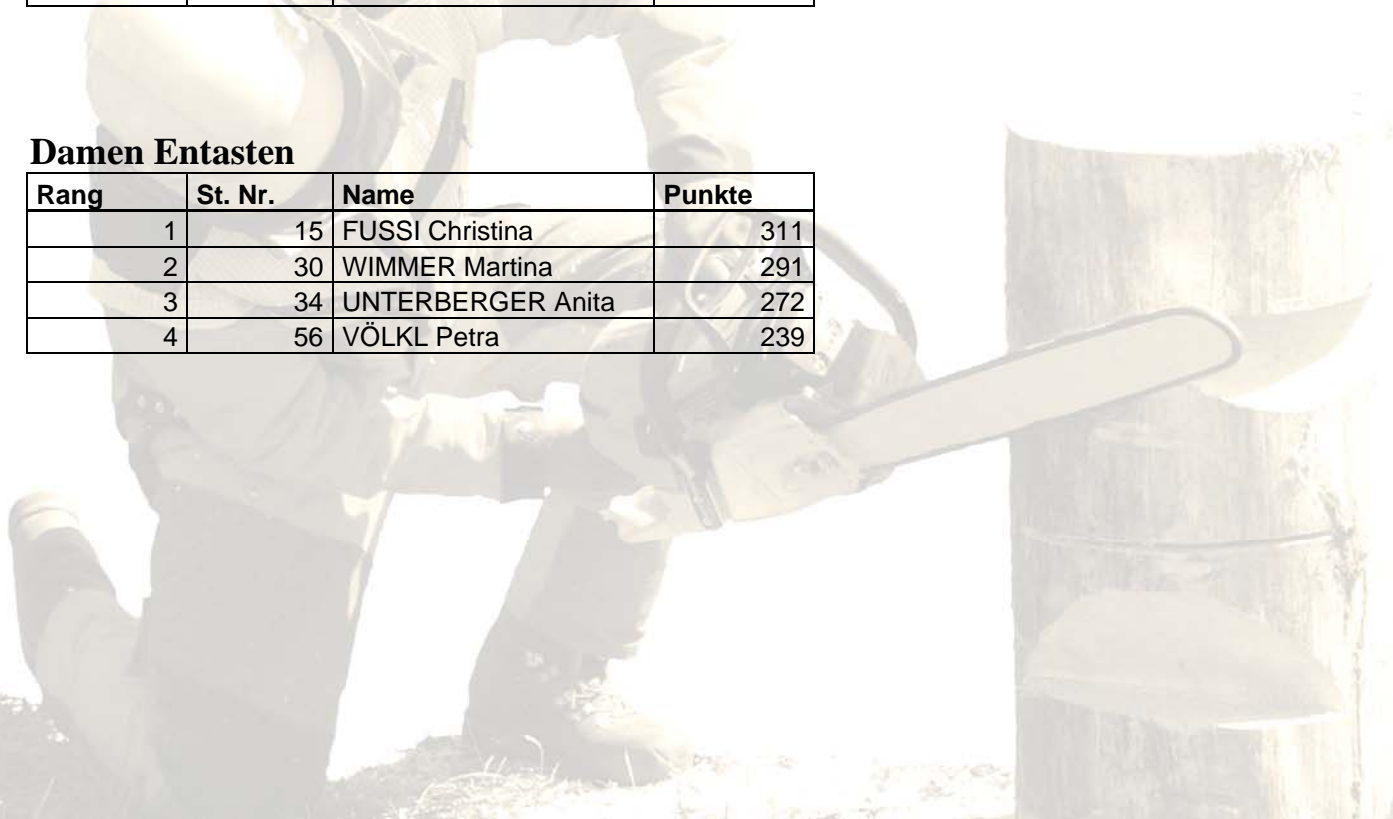 Damen Entasten
Rang St. Nr. Name Punkte
1 15 FUSSI Christina 311
2 30 WIMMER Martina 291
3 34 UNTERBERGER Anita 272
4 56 VÖLKL Petra 239